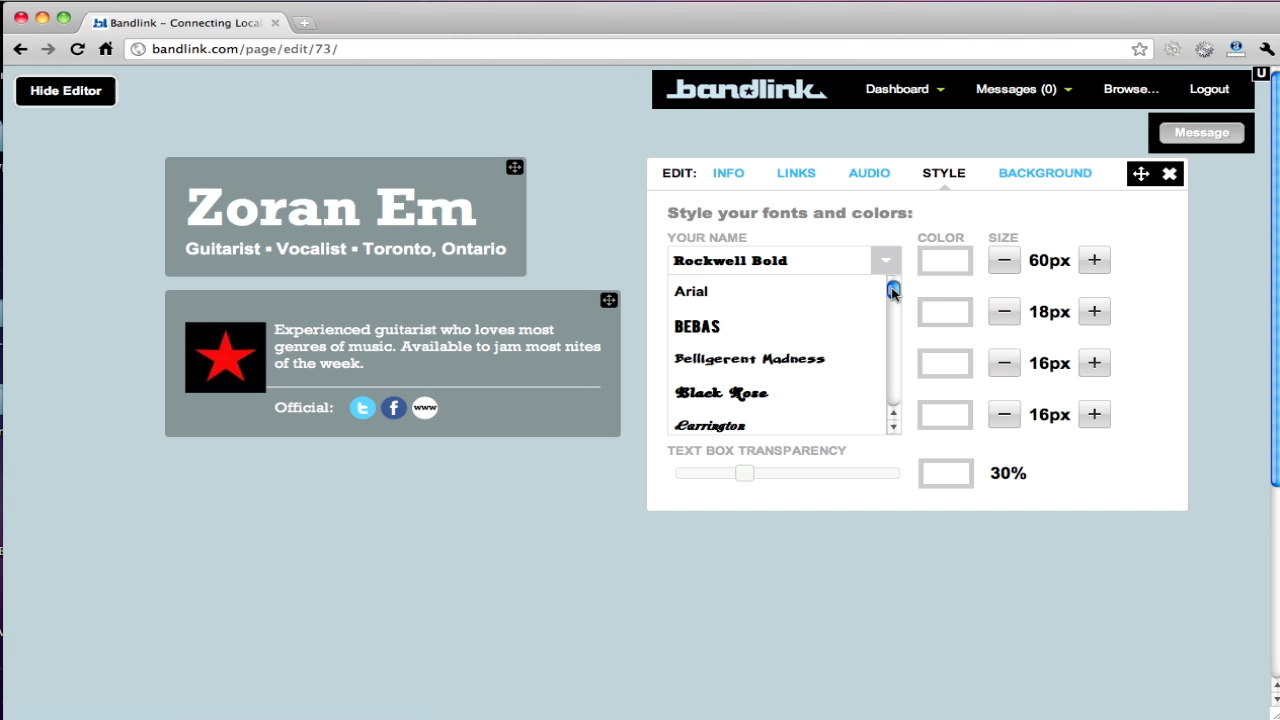 Bandlink – Connecting Local
bandlink.com/page/edit/73/
U
Hide Editor
bandlink
Dashboard
Messages (0)
Browse...
Logout
Message
Zoran Em
Guitarist ▪ Vocalist ▪ Toronto, Ontario
Experienced guitarist who loves most
genres of music. Available to jam most nites
of the week.
Official:
t
f
www
EDIT: INFO LINKS AUDIO STYLE BACKGROUND
Style your fonts and colors:
YOUR NAME COLOR SIZE
Rockwell Bold
60px
Arial
18px
BEBAS
Belligerent Madness
16px
Black Rose
16px
Carrington
TEXT BOX TRANSPARENCY
30%